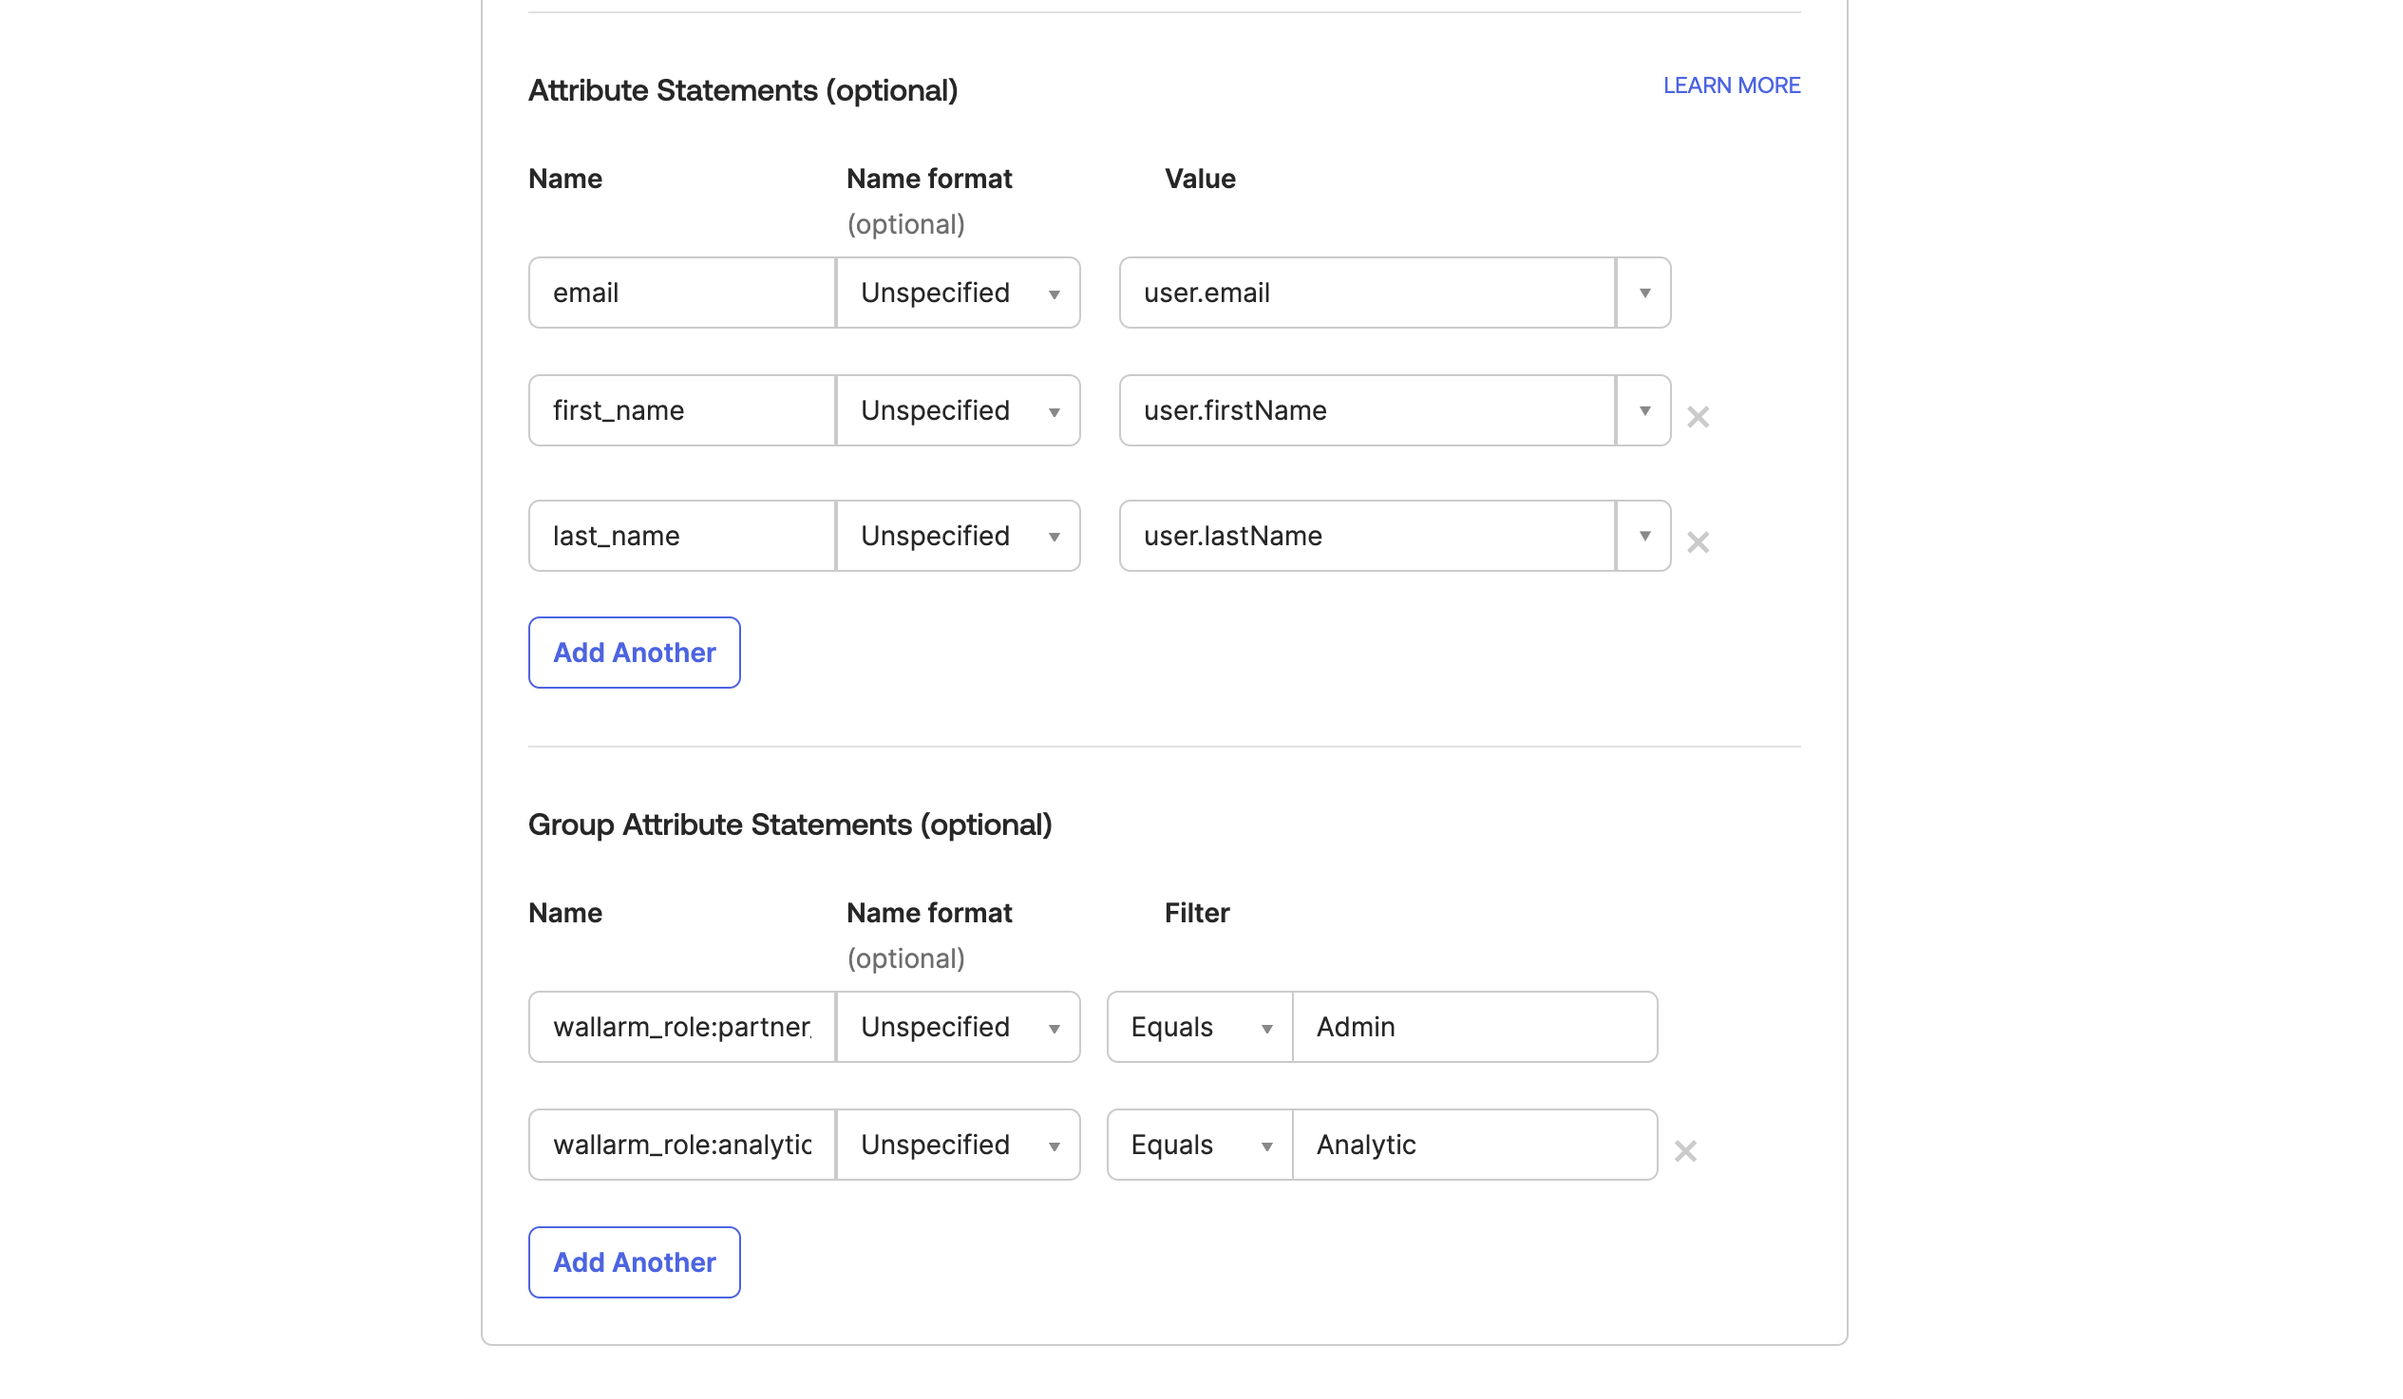 Attribute Statements (optional)
LEARN MORE
Name Name format Value
(optional)
email Unspecified user.email
first_name Unspecified user.firstName
last_name Unspecified user.lastName
Add Another
Group Attribute Statements (optional)
Name Name format Filter
(optional)
wallarm_role:partner_ Unspecified Equals Admin
wallarm_role:analytic Unspecified Equals Analytic
Add Another